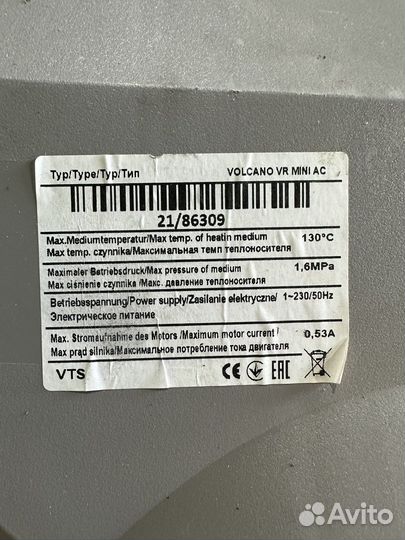 Typ/Type/Typ/Тип VOLCANO VR MINI AC
21/86309
Max.Mediumtemperatur/Max temp. of heatin medium 130°C
Max temp. czynnika/Максимальная темп теплоносителя
Maximaler Betriebsdruck/Max pressure of medium 1,6MPa
Max ciśnienie czynnika/Макс. давление теплоносителя
Betriebespannung/Power supply/Zasilanie elektryczne/ 1~230/50Hz
Электрическое питание
Max. Stromaufnahme des Motors /Maximum motor current/ 0,53A
Max prąd silnika/Максимальное потребление тока двигателя
VTS CE EAC
Avito